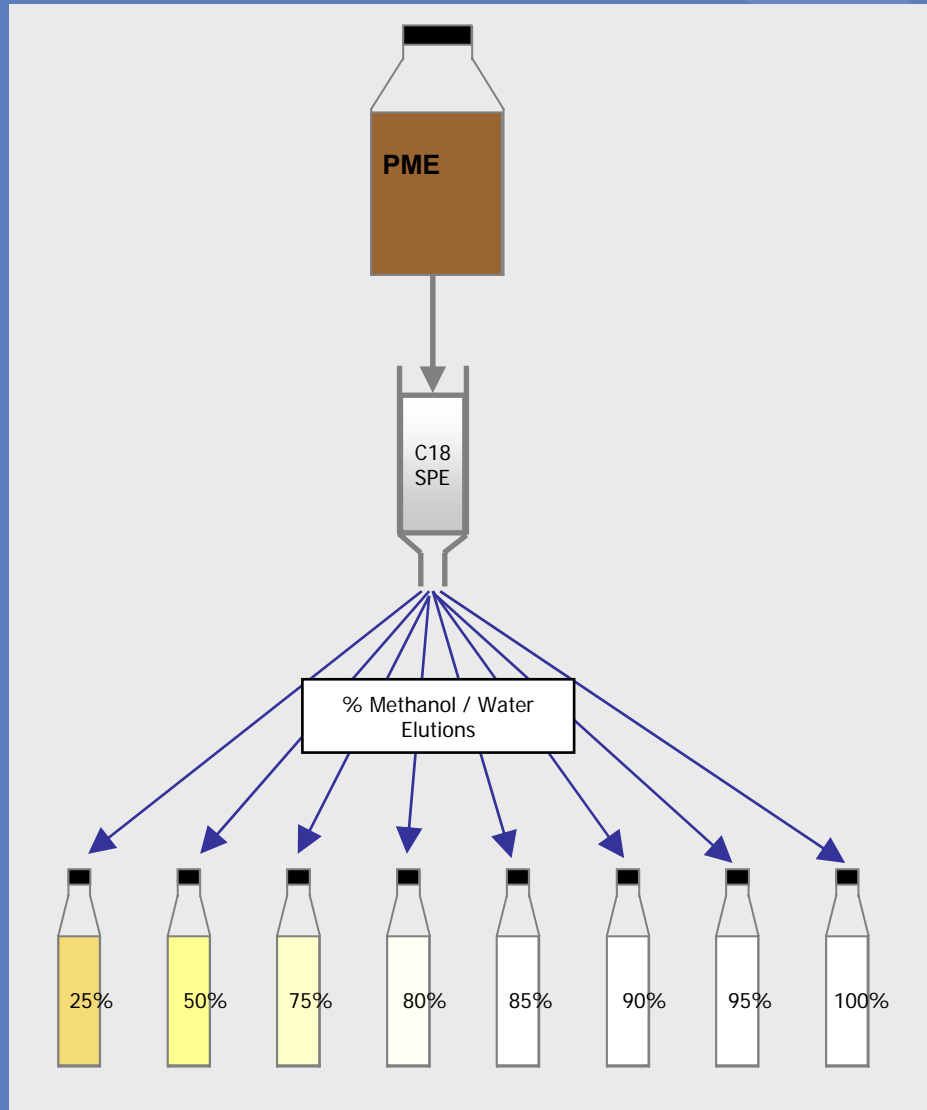 PME
C18
SPE
% Methanol / Water
Elutions
25%
50%
75%
80%
85%
90%
95%
100%